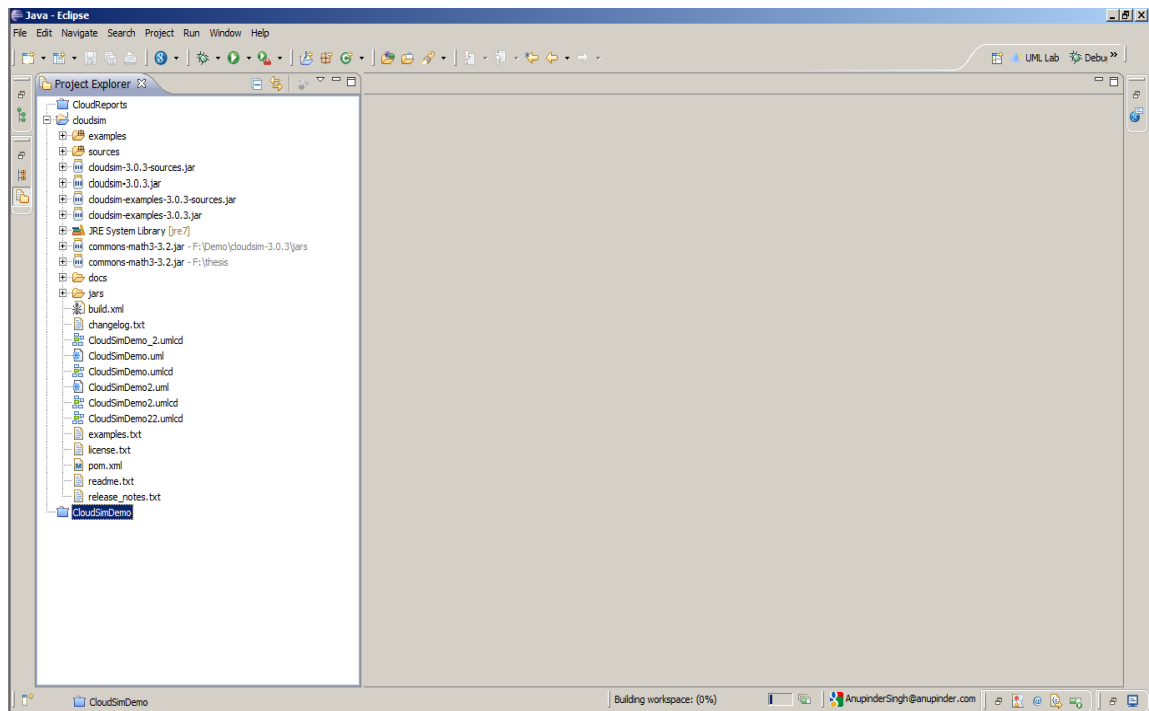 Java - Eclipse
File Edit Navigate Search Project Run Window Help
UML Lab Debu
Project Explorer
CloudReports
cloudsim
examples
sources
cloudsim-3.0.3-sources.jar
cloudsim-3.0.3.jar
cloudsim-examples-3.0.3-sources.jar
cloudsim-examples-3.0.3.jar
JRE System Library [jre7]
commons-math3-3.2.jar - F:\Demo\cloudsim-3.0.3\jars
commons-math3-3.2.jar - F:\thesis
docs
jars
build.xml
changelog.txt
CloudSimDemo_2.umlcd
CloudSimDemo.uml
CloudSimDemo.umlcd
CloudSimDemo2.uml
CloudSimDemo2.umlcd
CloudSimDemo22.umlcd
examples.txt
license.txt
pom.xml
readme.txt
release_notes.txt
CloudSimDemo
CloudSimDemo Building workspace: (0%) AnupinderSingh@anupinder.com